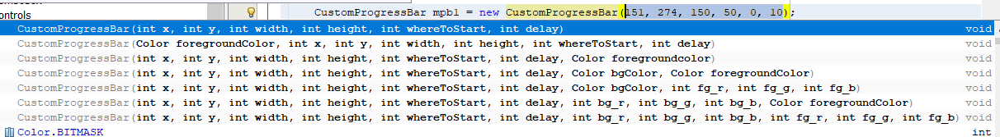 ontrols
CustomProgressBar mpb1 = new CustomProgressBar(151, 274, 150, 50, 0, 10);
CustomProgressBar(int x, int y, int width, int height, int whereToStart, int delay) void
CustomProgressBar(Color foregroundColor, int x, int y, int width, int height, int whereToStart, int delay) void
CustomProgressBar(int x, int y, int width, int height, int whereToStart, int delay, Color foregroundcolor) void
CustomProgressBar(int x, int y, int width, int height, int whereToStart, int delay, Color bgColor, Color foregroundColor) void
CustomProgressBar(int x, int y, int width, int height, int whereToStart, int delay, Color bgColor, int fg_r, int fg_g, int fg_b) void
CustomProgressBar(int x, int y, int width, int height, int whereToStart, int delay, int bg_r, int bg_g, int bg_b, Color foregroundColor) void
CustomProgressBar(int x, int y, int width, int height, int whereToStart, int delay, int bg_r, int bg_g, int bg_b, int fg_r, int fg_g, int fg_b) void
Color.BITMASK int